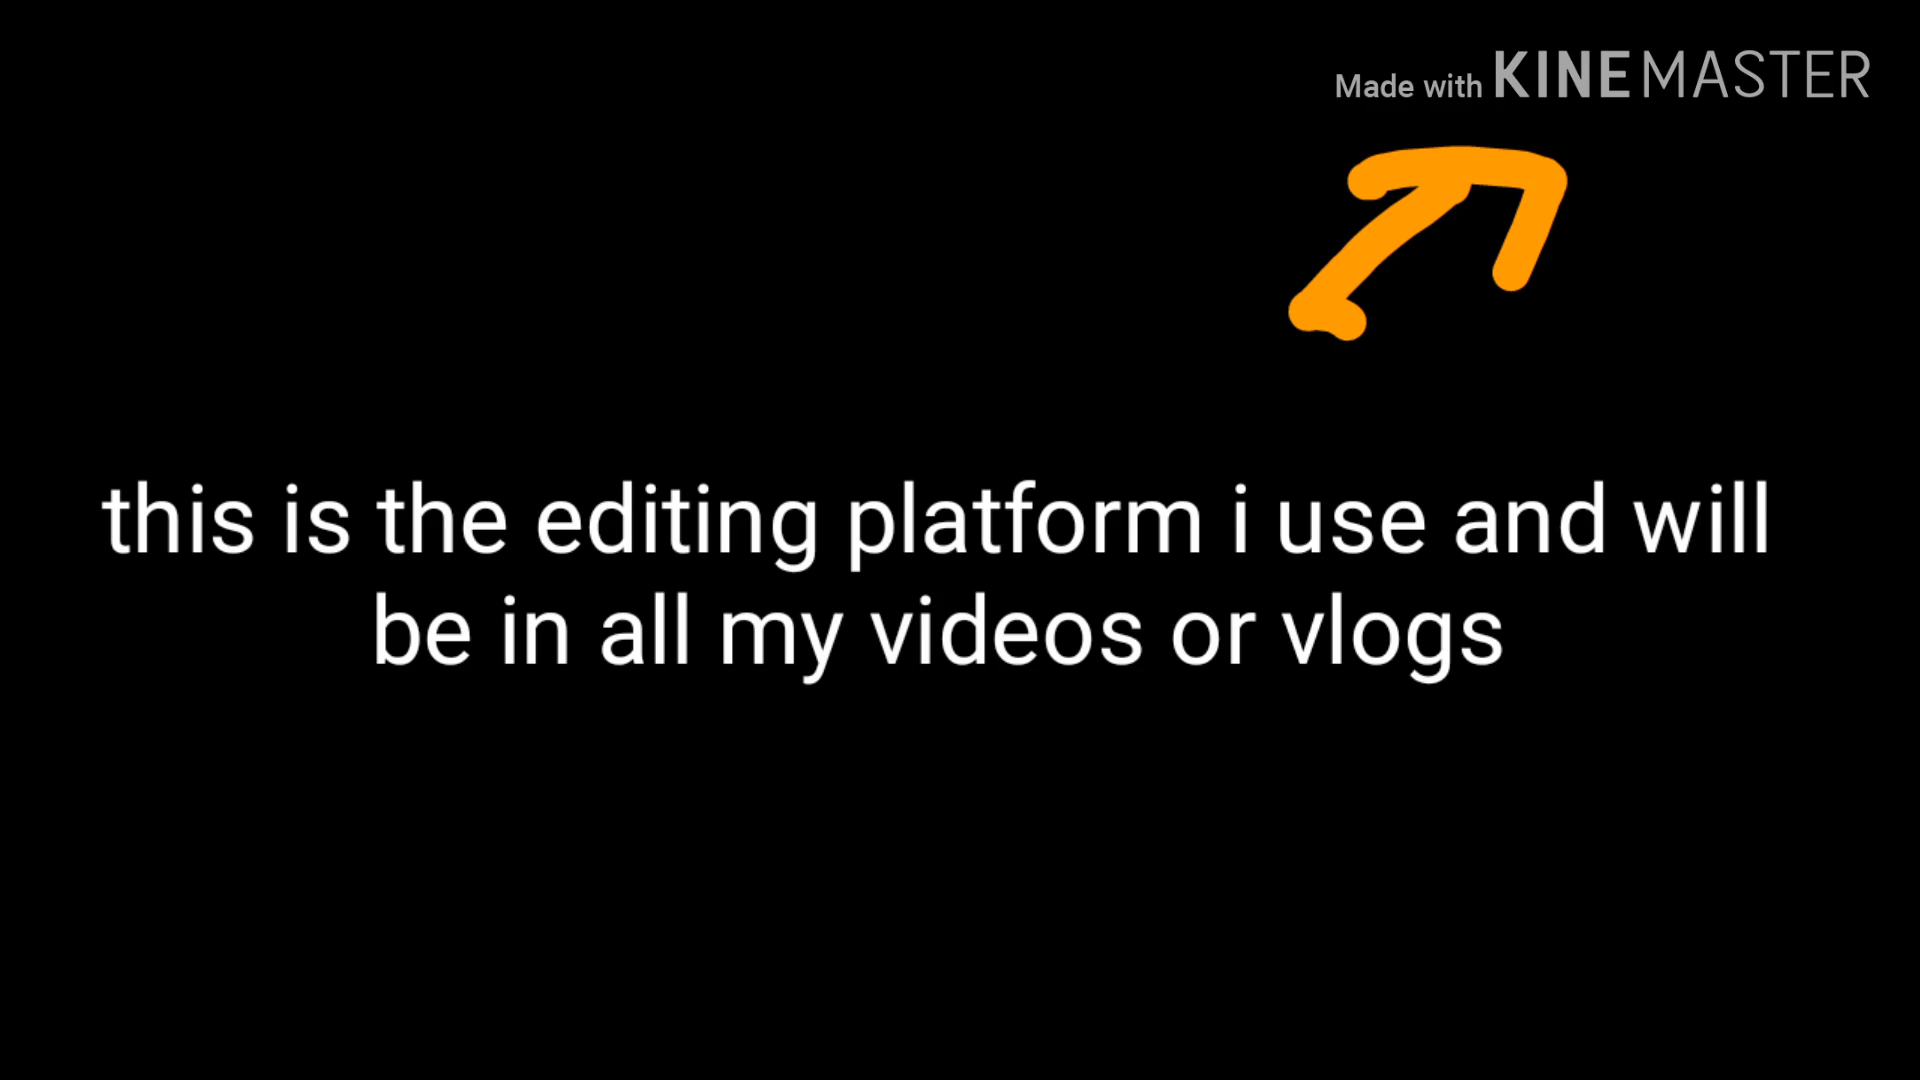 Made with KINEMASTER
this is the editing platform i use and will
be in all my videos or vlogs